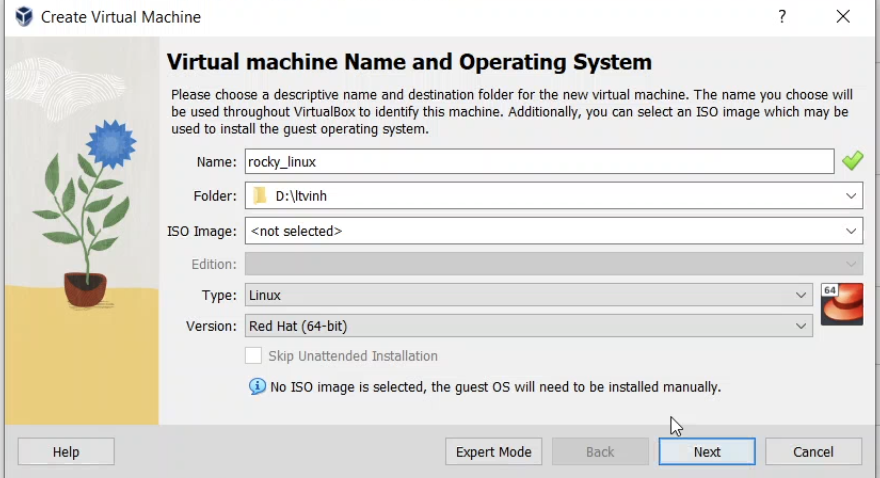 Create Virtual Machine
?
Virtual machine Name and Operating System
Please choose a descriptive name and destination folder for the new virtual machine. The name you choose will
be used throughout VirtualBox to identify this machine. Additionally, you can select an ISO image which may be
used to install the guest operating system.
Name: rocky_linux
Folder: D:\ltvinh
ISO Image: <not selected>
Edition:
Type: Linux
64
Version: Red Hat (64-bit)
Skip Unattended Installation
No ISO image is selected, the guest OS will need to be installed manually.
Help Expert Mode Back Next Cancel